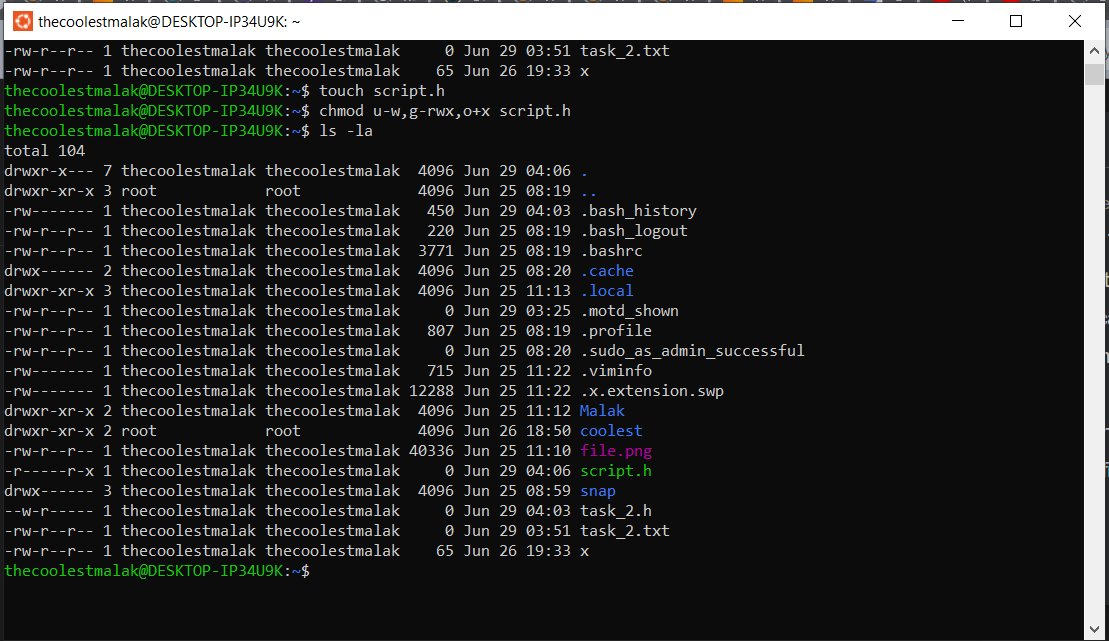 thecoolestmalak@DESKTOP-IP34U9K: ~
-rw-r--r-- 1 thecoolestmalak thecoolestmalak     0 Jun 29 03:51 task_2.txt
-rw-r--r-- 1 thecoolestmalak thecoolestmalak    65 Jun 26 19:33 x
thecoolestmalak@DESKTOP-IP34U9K:~$ touch script.h
thecoolestmalak@DESKTOP-IP34U9K:~$ chmod u-w,g-rwx,o+x script.h
thecoolestmalak@DESKTOP-IP34U9K:~$ ls -la
total 104
drwxr-x--- 7 thecoolestmalak thecoolestmalak  4096 Jun 29 04:06 .
drwxr-xr-x 3 root            root             4096 Jun 25 08:19 ..
-rw------- 1 thecoolestmalak thecoolestmalak   450 Jun 29 04:03 .bash_history
-rw-r--r-- 1 thecoolestmalak thecoolestmalak   220 Jun 25 08:19 .bash_logout
-rw-r--r-- 1 thecoolestmalak thecoolestmalak  3771 Jun 25 08:19 .bashrc
drwx------ 2 thecoolestmalak thecoolestmalak  4096 Jun 25 08:20 .cache
drwxr-xr-x 3 thecoolestmalak thecoolestmalak  4096 Jun 25 11:13 .local
-rw-r--r-- 1 thecoolestmalak thecoolestmalak     0 Jun 29 03:25 .motd_shown
-rw-r--r-- 1 thecoolestmalak thecoolestmalak   807 Jun 25 08:19 .profile
-rw-r--r-- 1 thecoolestmalak thecoolestmalak     0 Jun 25 08:20 .sudo_as_admin_successful
-rw------- 1 thecoolestmalak thecoolestmalak   715 Jun 25 11:22 .viminfo
-rw------- 1 thecoolestmalak thecoolestmalak 12288 Jun 25 11:22 .x.extension.swp
drwxr-xr-x 2 thecoolestmalak thecoolestmalak  4096 Jun 25 11:12 Malak
drwxr-xr-x 2 root            root             4096 Jun 26 18:50 coolest
-rw-r--r-- 1 thecoolestmalak thecoolestmalak 40336 Jun 25 11:10 file.png
-r-----r-x 1 thecoolestmalak thecoolestmalak     0 Jun 29 04:06 script.h
drwx------ 3 thecoolestmalak thecoolestmalak  4096 Jun 25 08:59 snap
--w-r----- 1 thecoolestmalak thecoolestmalak     0 Jun 29 04:03 task_2.h
-rw-r--r-- 1 thecoolestmalak thecoolestmalak     0 Jun 29 03:51 task_2.txt
-rw-r--r-- 1 thecoolestmalak thecoolestmalak    65 Jun 26 19:33 x
thecoolestmalak@DESKTOP-IP34U9K:~$